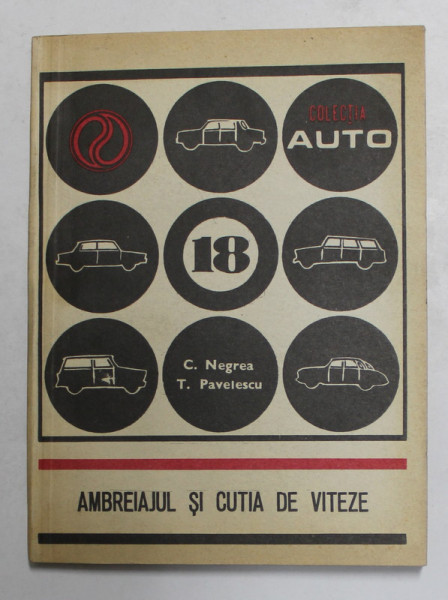 COLECȚIA
AUTO
18
C. Negrea
T. Pavelescu
AMBREIAJUL ȘI CUTIA DE VITEZE